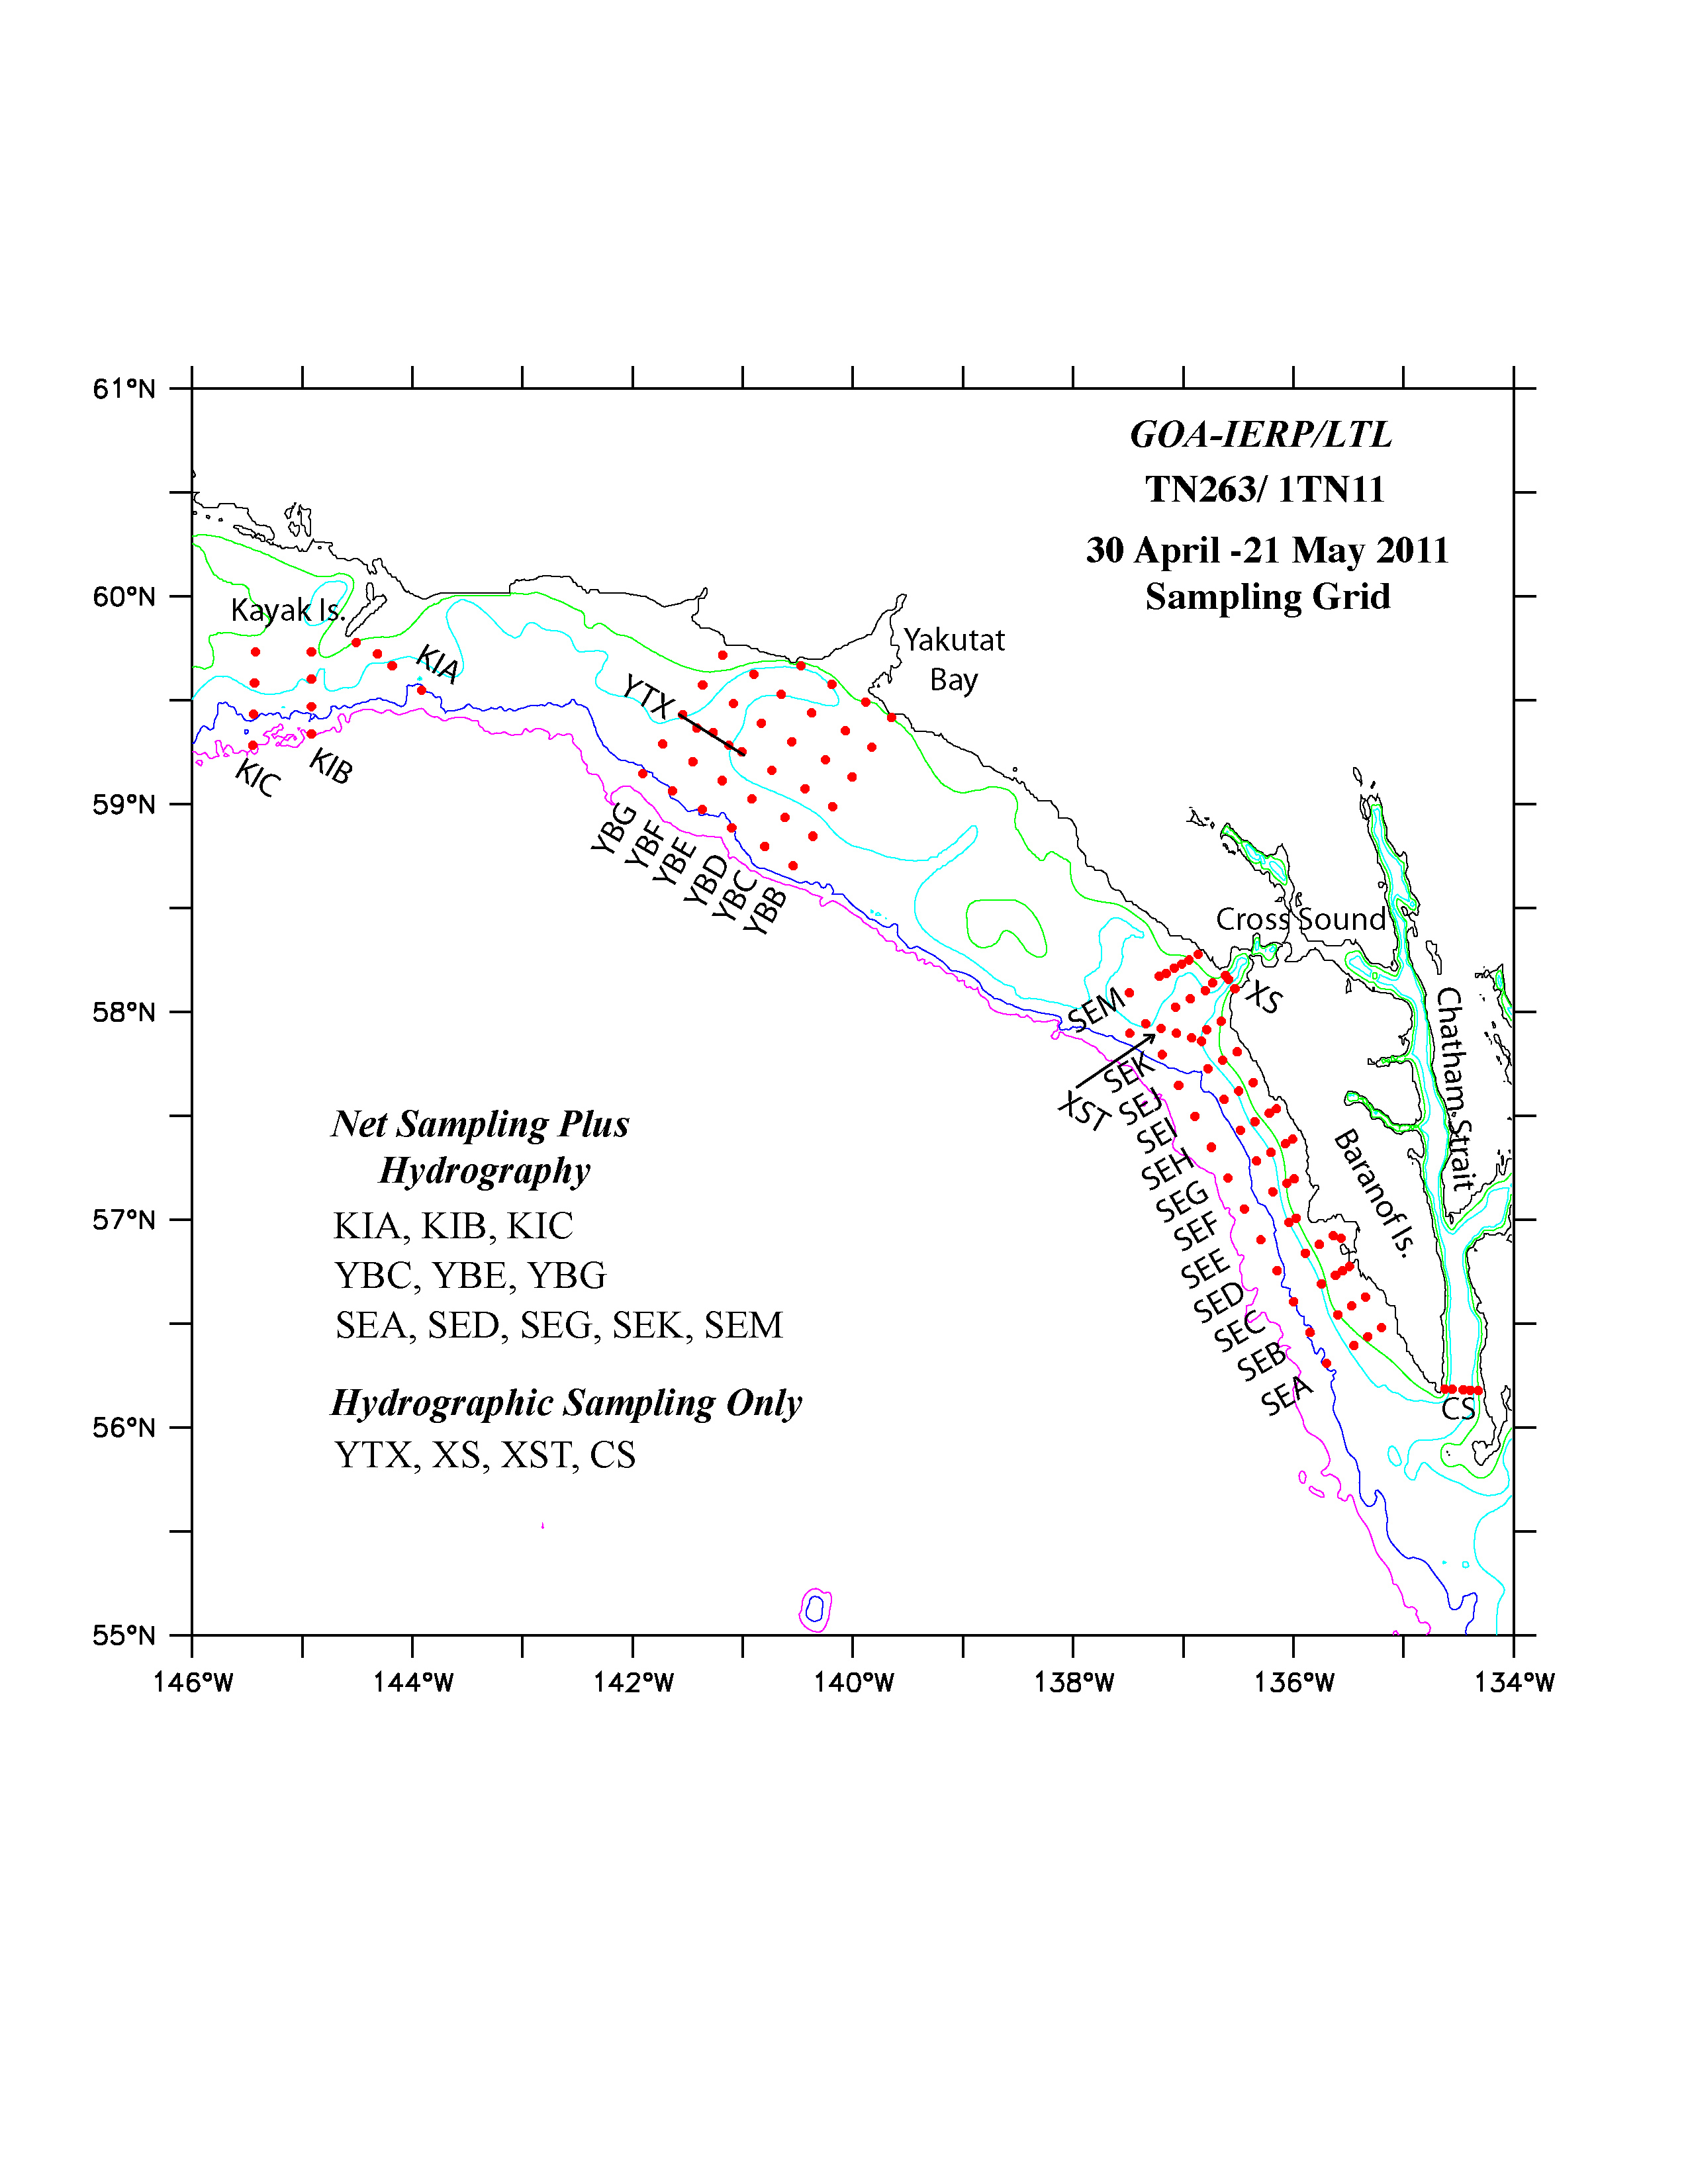 61°N
60°N
59°N
58°N
57°N
56°N
55°N
146°W
144°W
142°W
140°W
138°W
136°W
134°W
GOA-IERP/LTL
TN263/ 1TN11
30 April -21 May 2011
Sampling Grid
Kayak Is.
KIA
KIB
KIC
Yakutat
Bay
YTX
YBG
YBF
YBE
YBD
YBC
YBB
Cross Sound
XS
SEM
XST
SEK
SEJ
SEI
SEH
SEG
SEF
SEE
SED
SEC
SEB
SEA
Chatham Strait
Baranof Is.
CS
Net Sampling Plus
Hydrography
KIA, KIB, KIC
YBC, YBE, YBG
SEA, SED, SEG, SEK, SEM
Hydrographic Sampling Only
YTX, XS, XST, CS